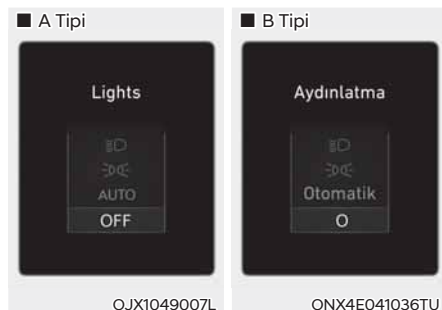 ■ A Tipi
Lights
AUTO
OFF
OJX1049007L
■ B Tipi
Aydınlatma
Otomatik
O
ONX4E041036TU